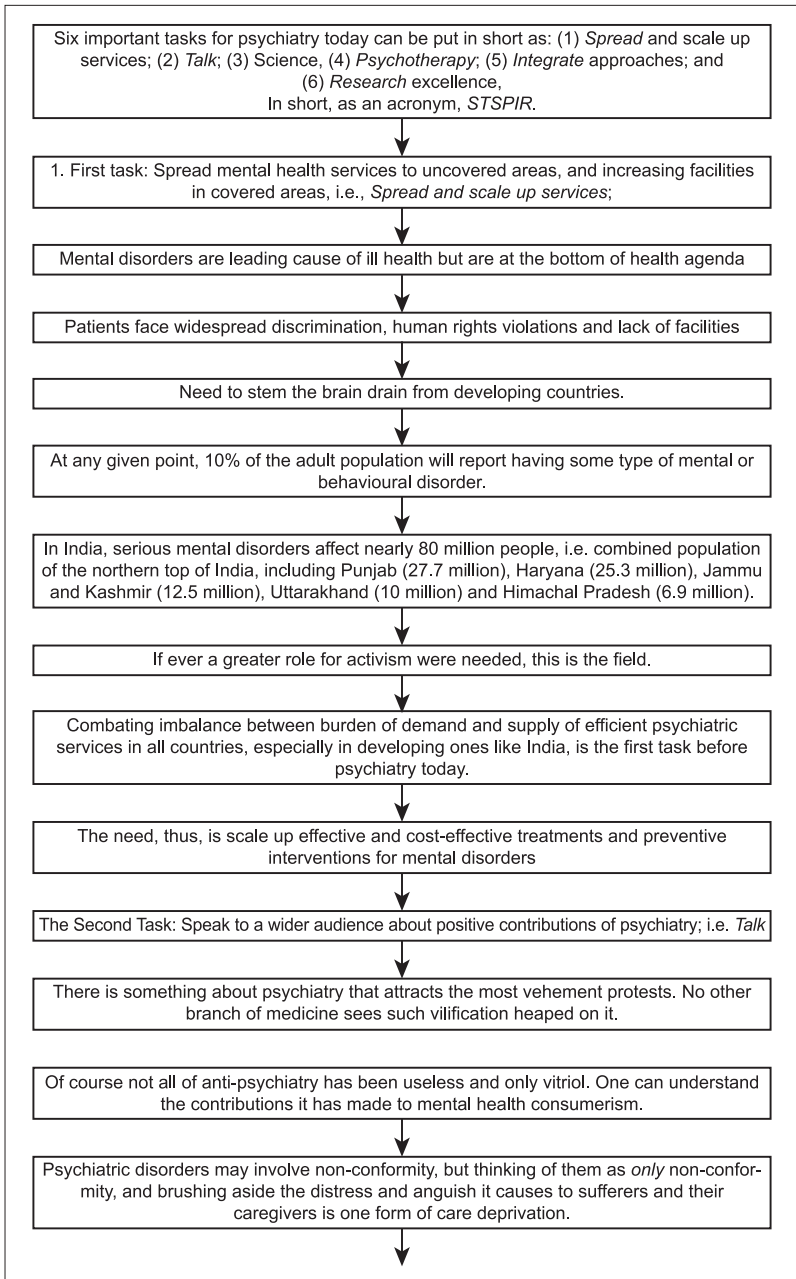 Six important tasks for psychiatry today can be put in short as: (1) Spread and scale up
services; (2) Talk; (3) Science, (4) Psychotherapy; (5) Integrate approaches; and
(6) Research excellence,
In short, as an acronym, STSPIR.
1. First task: Spread mental health services to uncovered areas, and increasing facilities
in covered areas, i.e., Spread and scale up services;
Mental disorders are leading cause of ill health but are at the bottom of health agenda
Patients face widespread discrimination, human rights violations and lack of facilities
Need to stem the brain drain from developing countries.
At any given point, 10% of the adult population will report having some type of mental or
behavioural disorder.
In India, serious mental disorders affect nearly 80 million people, i.e. combined population
of the northern top of India, including Punjab (27.7 million), Haryana (25.3 million), Jammu
and Kashmir (12.5 million), Uttarakhand (10 million) and Himachal Pradesh (6.9 million).
If ever a greater role for activism were needed, this is the field.
Combating imbalance between burden of demand and supply of efficient psychiatric
services in all countries, especially in developing ones like India, is the first task before
psychiatry today.
The need, thus, is scale up effective and cost-effective treatments and preventive
interventions for mental disorders
The Second Task: Speak to a wider audience about positive contributions of psychiatry; i.e. Talk
There is something about psychiatry that attracts the most vehement protests. No other
branch of medicine sees such vilification heaped on it.
Of course not all of anti-psychiatry has been useless and only vitriol. One can understand
the contributions it has made to mental health consumerism.
Psychiatric disorders may involve non-conformity, but thinking of them as only non-confor-
mity, and brushing aside the distress and anguish it causes to sufferers and their
caregivers is one form of care deprivation.